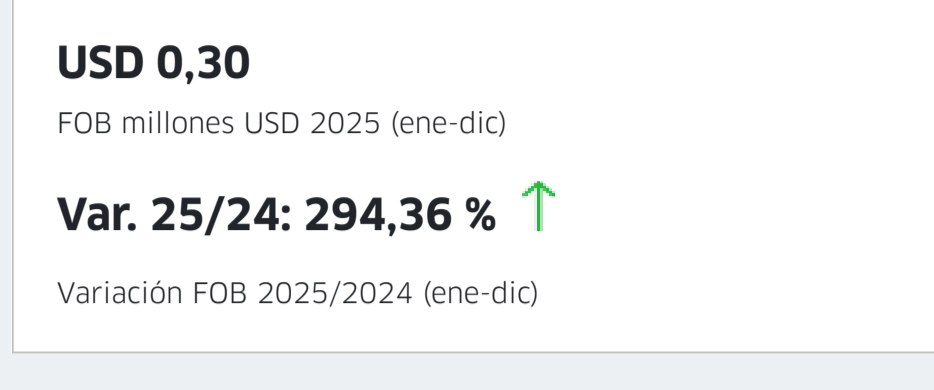 USD 0,30
FOB millones USD 2025 (ene-dic)
Var. 25/24: 294,36 %
Variación FOB 2025/2024 (ene-dic)